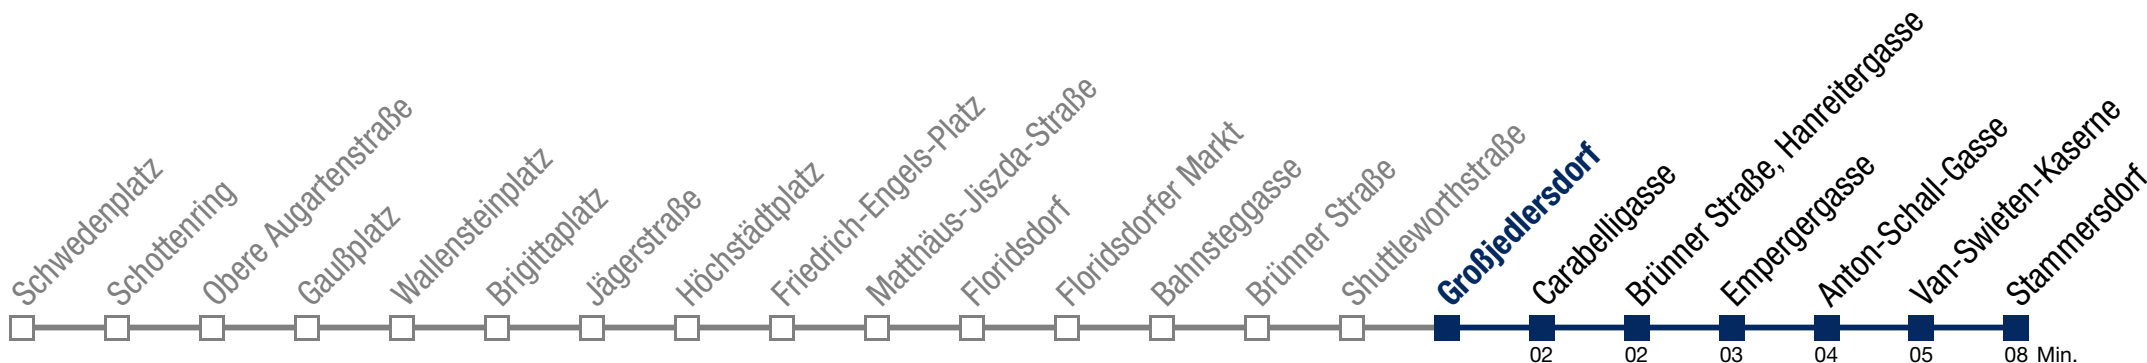 Schwedenplatz
Schottenring
Obere Augartenstraße
Gaußplatz
Wallensteinplatz
Brigittaplatz
Jägerstraße
Höchstädtplatz
Friedrich-Engels-Platz
Matthäus-Jiszda-Straße
Floridsdorf
Floridsdorfer Markt
Bahnsteggasse
Brünner Straße
Shuttleworthstraße
Großjedlersdorf
Carabelligasse
Brünner Straße, Hanreitergasse
Empergergasse
Anton-Schall-Gasse
Van-Swieten-Kaserne
Stammersdorf
02 02 03 04 05 08 Min.